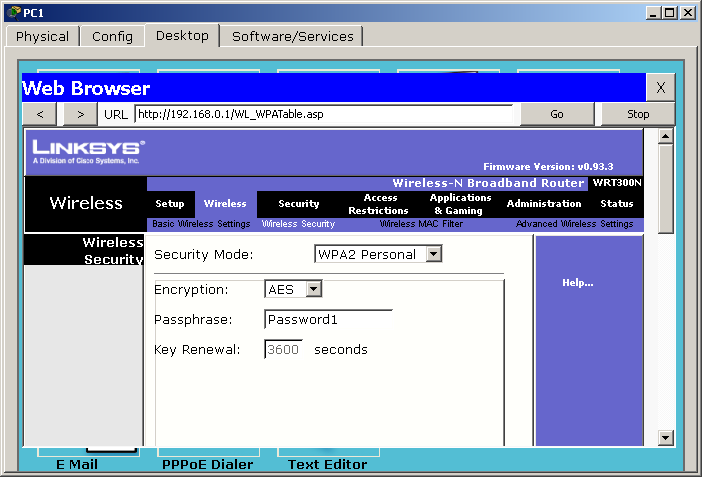 PC1
Physical Config Desktop Software/Services
Web Browser X
< > URL http://192.168.0.1/WL_WPATable.asp Go Stop
LINKSYS®
A Division of Cisco Systems, Inc.
Firmware Version: v0.93.3
Wireless-N Broadband Router WRT300N
Wireless
Setup Wireless Security Access Restrictions Applications & Gaming Administration Status
Basic Wireless Settings Wireless Security Wireless MAC Filter Advanced Wireless Settings
Wireless
Security
Security Mode: WPA2 Personal
Help...
Encryption: AES
Passphrase: Password1
Key Renewal: 3600 seconds
E Mail PPPoE Dialer Text Editor